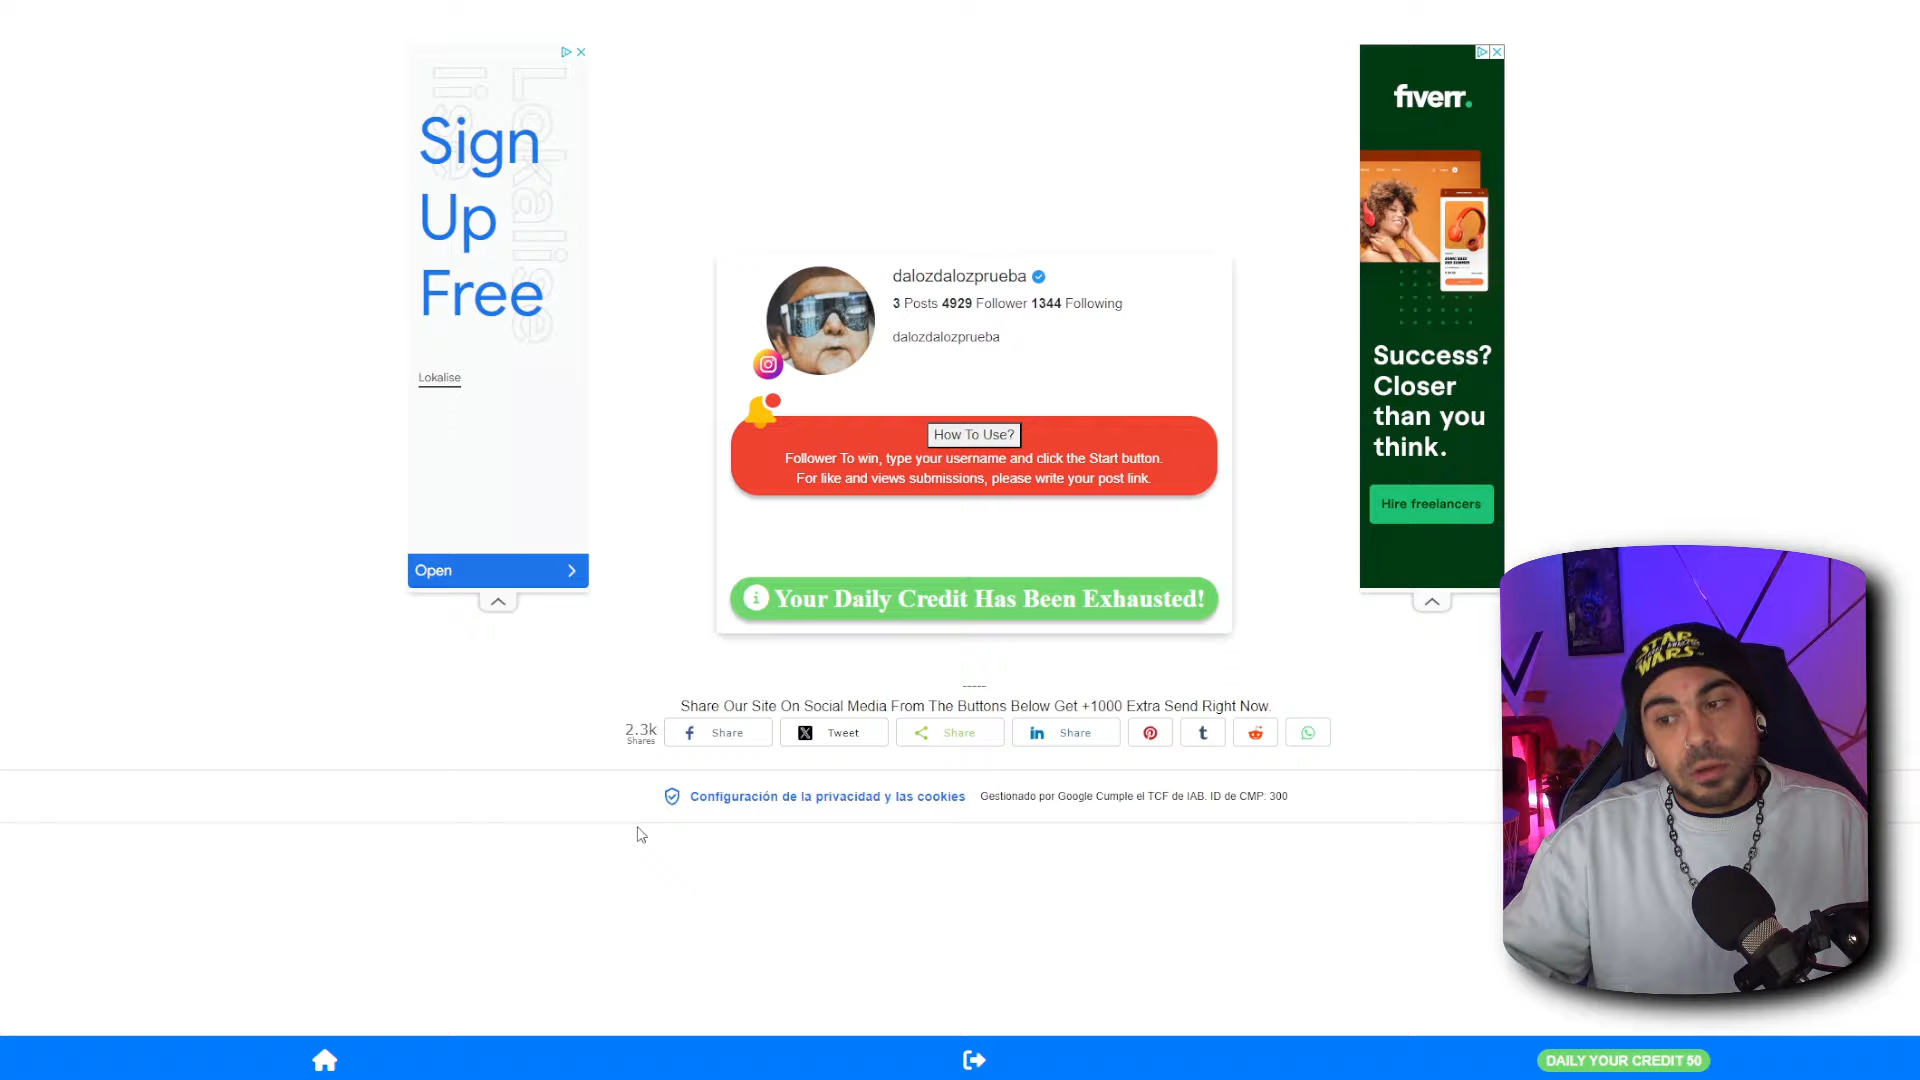 Lokalise
Sign
Up
Free
Lokalise
Open
dalozdalozprueba
3 Posts 4929 Follower 1344 Following
dalozdalozprueba
How To Use?
Follower To win, type your username and click the Start button.
For like and views submissions, please write your post link.
Your Daily Credit Has Been Exhausted!
fiverr.
Success?
Closer
than you
think.
Hire freelancers
-----
Share Our Site On Social Media From The Buttons Below Get +1000 Extra Send Right Now.
2.3k
Shares
Share
Tweet
Share
Share
Configuración de la privacidad y las cookies
Gestionado por Google Cumple el TCF de IAB. ID de CMP: 300
STAR
WARS
DAILY YOUR CREDIT 50